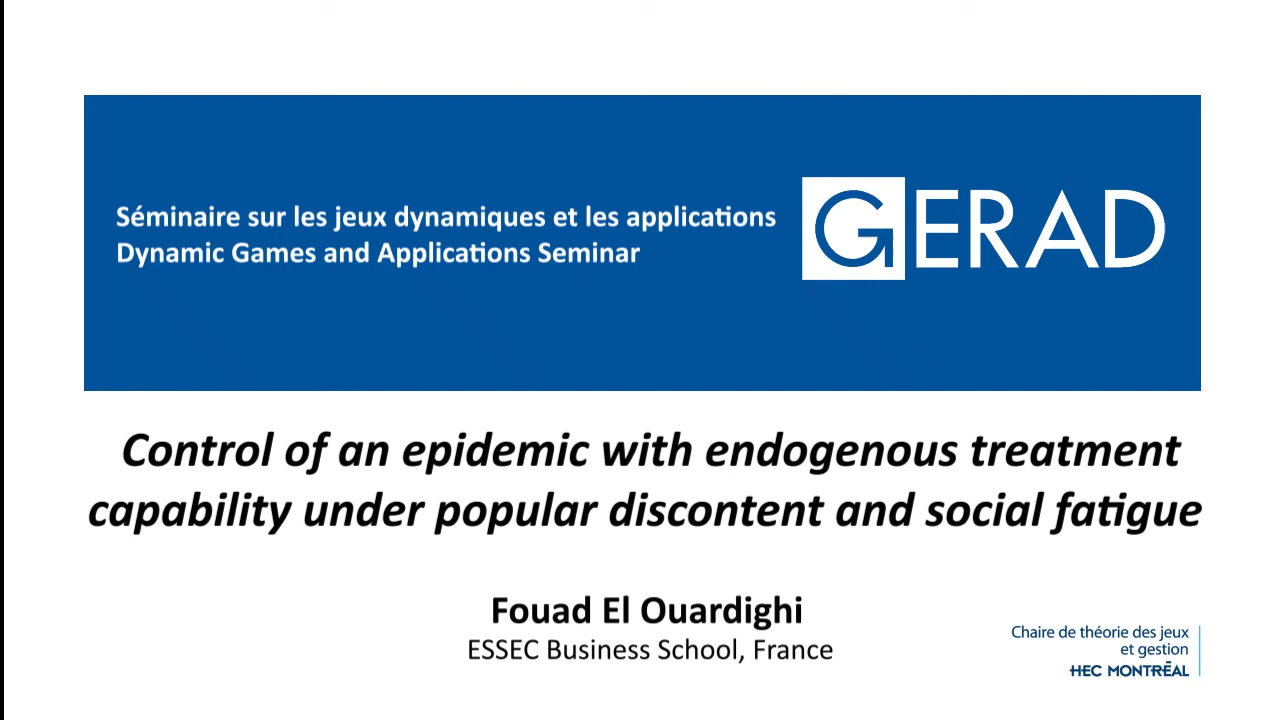 Séminaire sur les jeux dynamiques et les applications
Dynamic Games and Applications Seminar
GERAD
Control of an epidemic with endogenous treatment
capability under popular discontent and social fatigue
Fouad El Ouardighi
ESSEC Business School, France
Chaire de théorie des jeux
et gestion
HEC MONTRÉAL